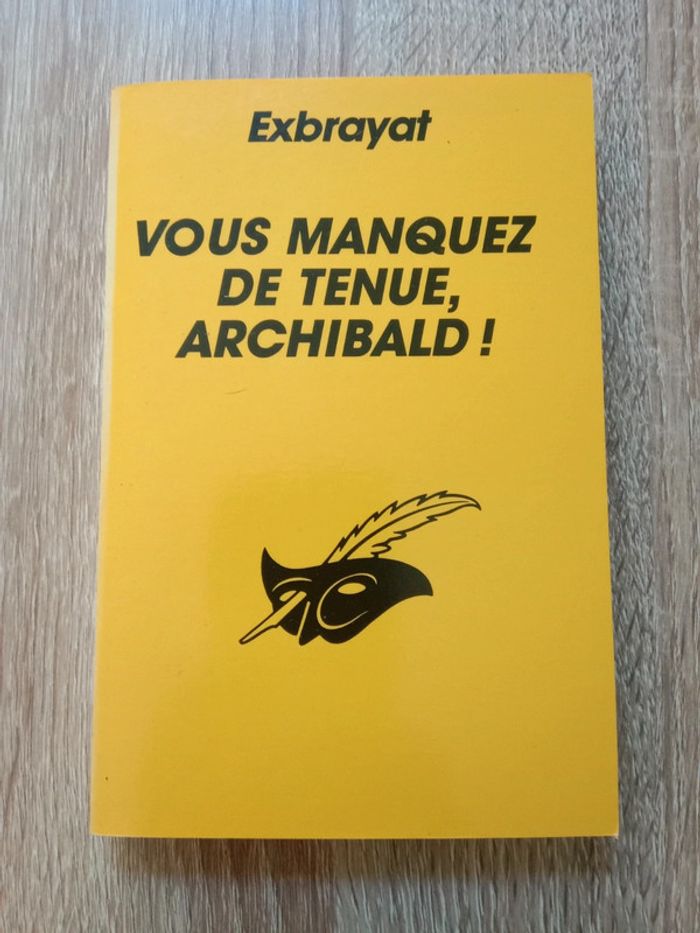 Exbrayat
VOUS MANQUEZ
DE TENUE,
ARCHIBALD !